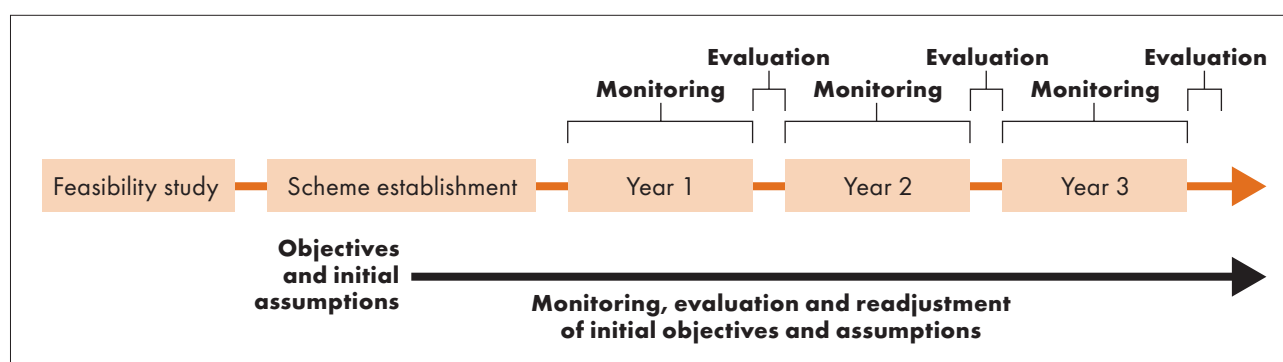 Evaluation Evaluation Evaluation
Monitoring Monitoring Monitoring
Feasibility study Scheme establishment Year 1 Year 2 Year 3
Objectives
and initial
assumptions
Monitoring, evaluation and readjustment
of initial objectives and assumptions